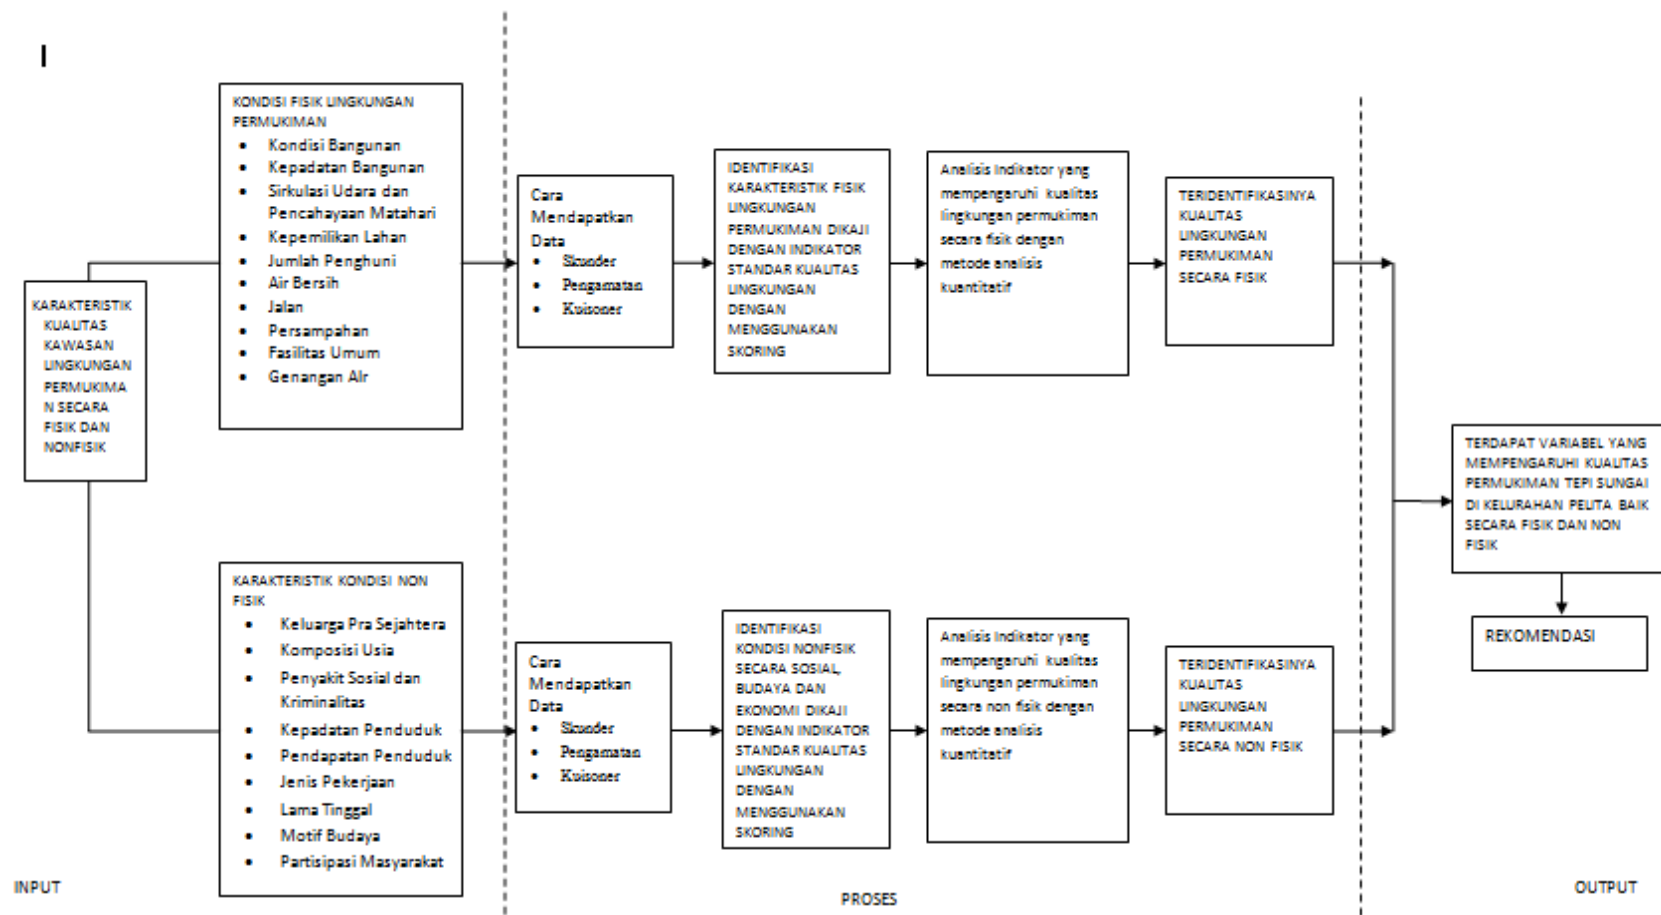 I
KARAKTERISTIK
KUALITAS
KAWASAN
LINGKUNGAN
PERMUKIMA
N SECARA
FISIK DAN
NONFISIK
KONDISI FISIK LINGKUNGAN
PERMUKIMAN
• Kondisi Bangunan
• Kepadatan Bangunan
• Sirkulasi Udara dan
Pencahayaan Matahari
• Kepemilikan Lahan
• Jumlah Penghuni
• Air Bersih
• Jalan
• Persampahan
• Fasilitas Umum
• Genangan Air
Cara
Mendapatkan
Data
• Skunder
• Pengamatan
• Kuisoner
IDENTIFIKASI
KARAKTERISTIK FISIK
LINGKUNGAN
PERMUKIMAN DIKAJI
DENGAN INDIKATOR
STANDAR KUALITAS
LINGKUNGAN
DENGAN
MENGGUNAKAN
SKORING
Analisis Indikator yang
mempengaruhi kualitas
lingkungan permukiman
secara fisik dengan
metode analisis
kuantitatif
TERIDENTIFIKASINYA
KUALITAS
LINGKUNGAN
PERMUKIMAN
SECARA FISIK
KARAKTERISTIK KONDISI NON
FISIK
• Keluarga Pra Sejahtera
• Komposisi Usia
• Penyakit Sosial dan
Kriminalitas
• Kepadatan Penduduk
• Pendapatan Penduduk
• Jenis Pekerjaan
• Lama Tinggal
• Motif Budaya
• Partisipasi Masyarakat
Cara
Mendapatkan
Data
• Skunder
• Pengamatan
• Kuisoner
IDENTIFIKASI
KONDISI NONFISIK
SECARA SOSIAL,
BUDAYA DAN
EKONOMI DIKAJI
DENGAN INDIKATOR
STANDAR KUALITAS
LINGKUNGAN
DENGAN
MENGGUNAKAN
SKORING
Analisis Indikator yang
mempengaruhi kualitas
lingkungan permukiman
secara non fisik dengan
metode analisis
kuantitatif
TERIDENTIFIKASINYA
KUALITAS
LINGKUNGAN
PERMUKIMAN
SECARA NON FISIK
TERDAPAT VARIABEL YANG
MEMPENGARUHI KUALITAS
PERMUKIMAN TEPI SUNGAI
DI KELURAHAN PELITA BAIK
SECARA FISIK DAN NON
FISIK
REKOMENDASI
INPUT
PROSES
OUTPUT